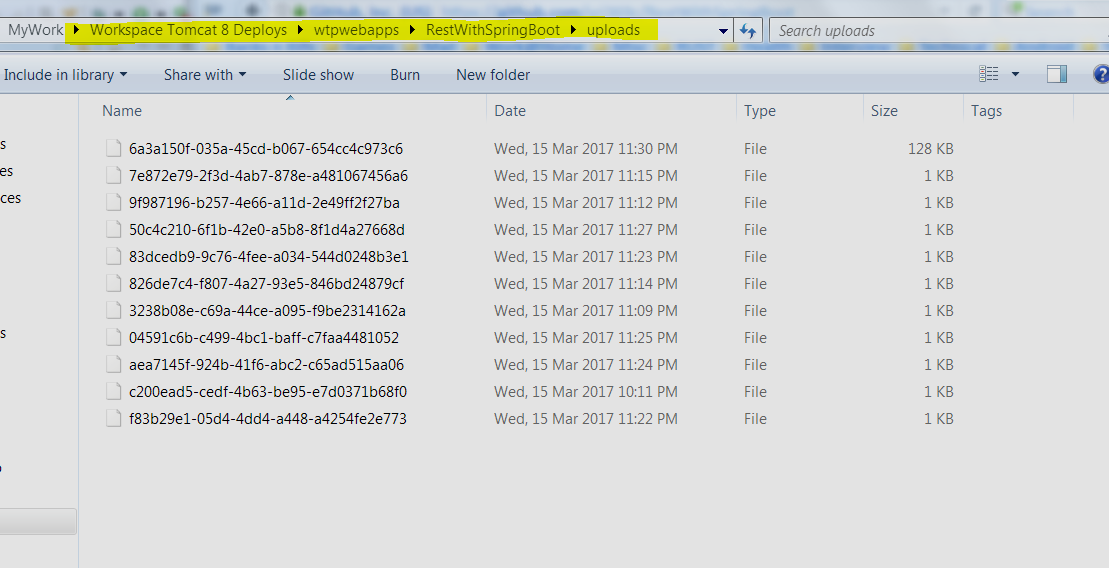 MyWork Workspace Tomcat 8 Deploys wtpwebapps RestWithSpringBoot uploads Search uploads
Include in library Share with Slide show Burn New folder
Name Date Type Size Tags
6a3a150f-035a-45cd-b067-654cc4c973c6 Wed, 15 Mar 2017 11:30 PM File 128 KB
7e872e79-2f3d-4ab7-878e-a481067456a6 Wed, 15 Mar 2017 11:15 PM File 1 KB
9f987196-b257-4e66-a11d-2e49ff2f27ba Wed, 15 Mar 2017 11:12 PM File 1 KB
50c4c210-6f1b-42e0-a5b8-8f1d4a27668d Wed, 15 Mar 2017 11:27 PM File 1 KB
83dcedb9-9c76-4fee-a034-544d0248b3e1 Wed, 15 Mar 2017 11:23 PM File 1 KB
826de7c4-f807-4a27-93e5-846bd24879cf Wed, 15 Mar 2017 11:14 PM File 1 KB
3238b08e-c69a-44ce-a095-f9be2314162a Wed, 15 Mar 2017 11:09 PM File 1 KB
04591c6b-c499-4bc1-baff-c7faa4481052 Wed, 15 Mar 2017 11:25 PM File 1 KB
aea7145f-924b-41f6-abc2-c65ad515aa06 Wed, 15 Mar 2017 11:24 PM File 1 KB
c200ead5-cedf-4b63-be95-e7d0371b68f0 Wed, 15 Mar 2017 10:11 PM File 1 KB
f83b29e1-05d4-4dd4-a448-a4254fe2e773 Wed, 15 Mar 2017 11:22 PM File 1 KB